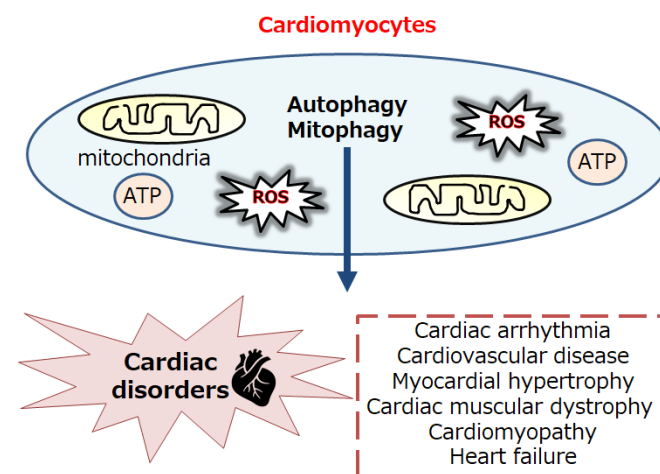 Cardiomyocytes
Autophagy
Mitophagy
ROS
mitochondria
ATP
ATP
ROS
Cardiac
disorders
Cardiac arrhythmia
Cardiovascular disease
Myocardial hypertrophy
Cardiac muscular dystrophy
Cardiomyopathy
Heart failure